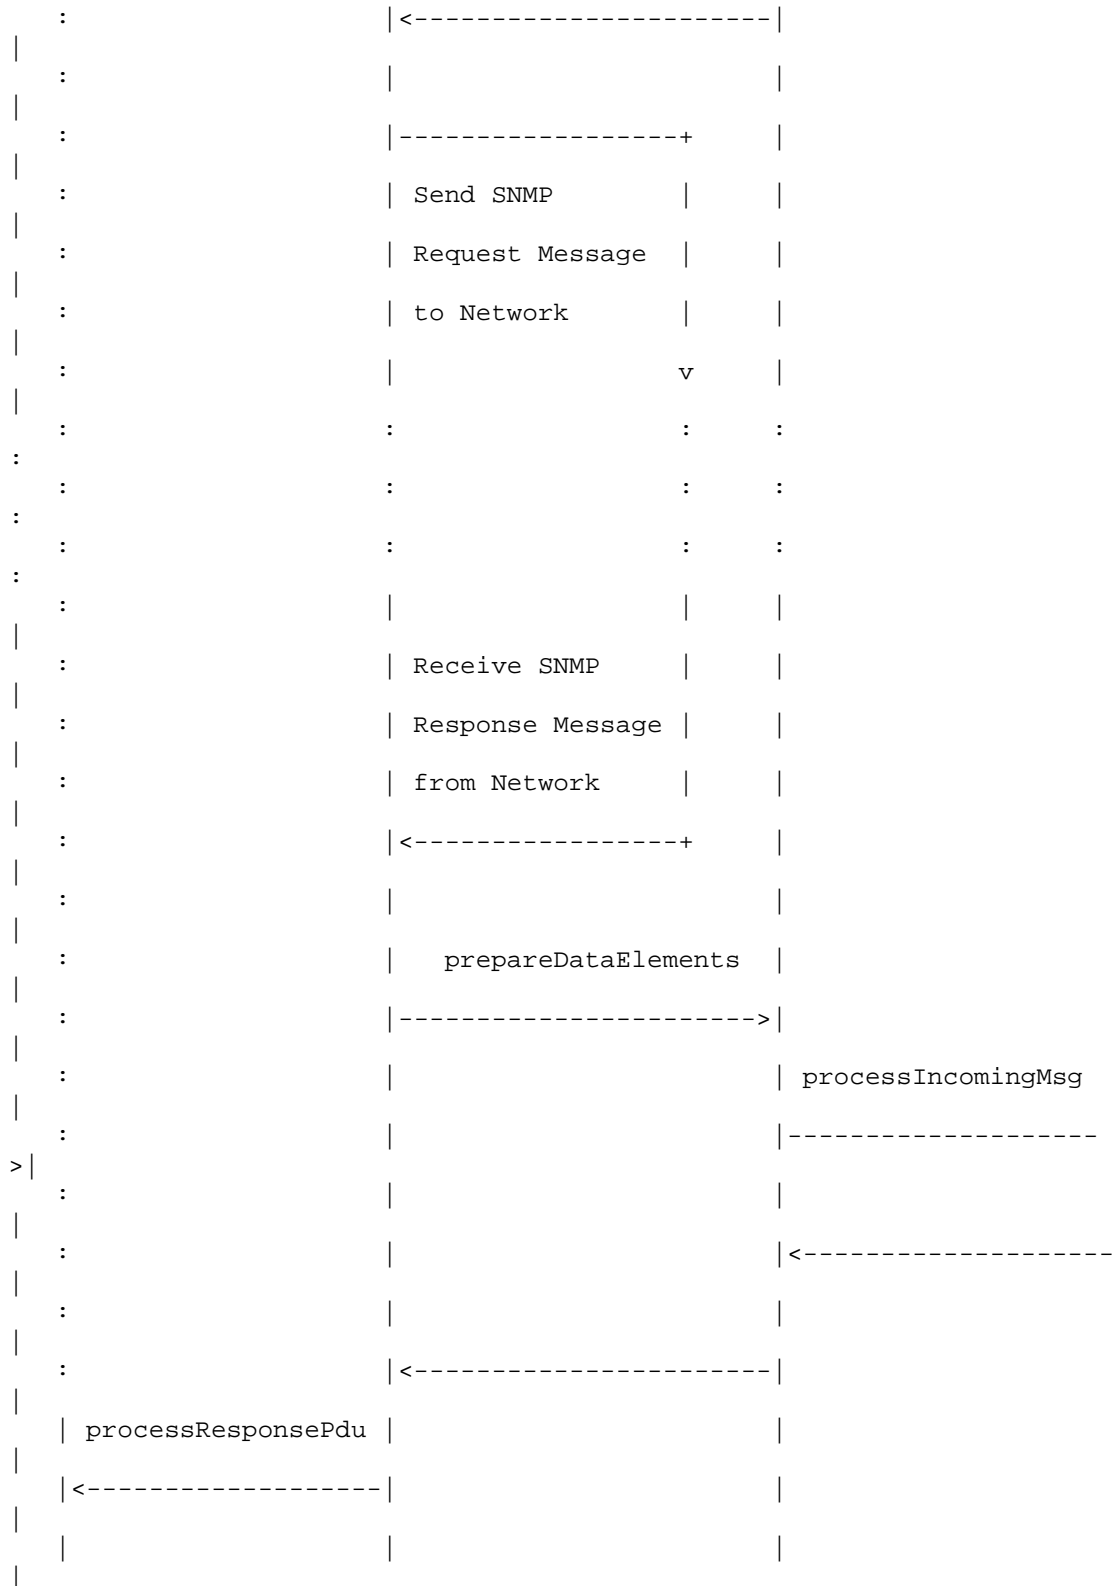 :                    |<-----------------------|
|
:                    |                        |
|
:                    |------------------+     |
|
:                    | Send SNMP        |     |
|
:                    | Request Message  |     |
|
:                    | to Network       |     |
|
:                    |                  v     |
|
:                    :                  :     :
:
:                    :                  :     :
:
:                    :                  :     :
:
:                    |                  |     |
|
:                    | Receive SNMP     |     |
|
:                    | Response Message |     |
|
:                    | from Network     |     |
|
:                    |<-----------------+     |
|
:                    |                        |
|
:                    |   prepareDataElements  |
|
:                    |----------------------->|
|
:                    |                        | processIncomingMsg
|
:                    |                        |--------------------
>|
:                    |                        |
|
:                    |                        |<--------------------
|
:                    |                        |
|
:                    |<-----------------------|
|
| processResponsePdu |                        |
|
|<-------------------|                        |
|
|                    |                        |
|